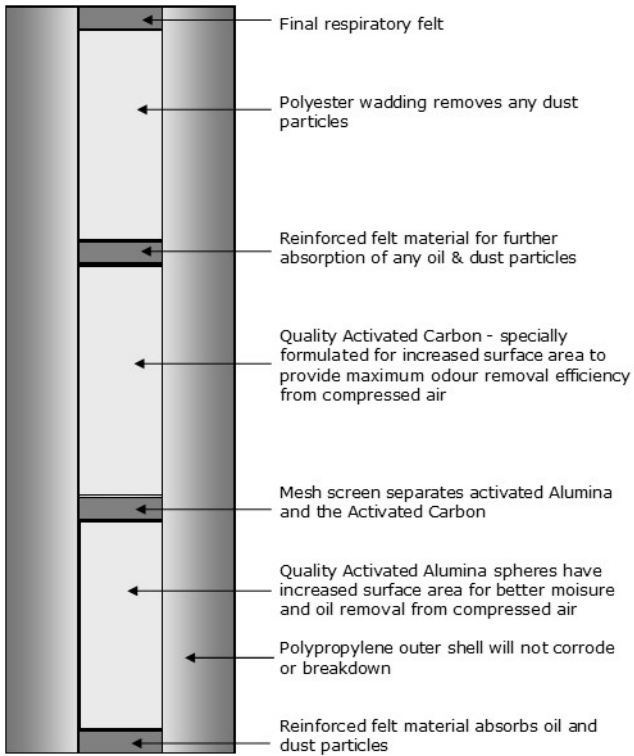 Final respiratory felt
Polyester wadding removes any dust
particles
Reinforced felt material for further
absorption of any oil & dust particles
Quality Activated Carbon - specially
formulated for increased surface area to
provide maximum odour removal efficiency
from compressed air
Mesh screen separates activated Alumina
and the Activated Carbon
Quality Activated Alumina spheres have
increased surface area for better moisure
and oil removal from compressed air
Polypropylene outer shell will not corrode
or breakdown
Reinforced felt material absorbs oil and
dust particles